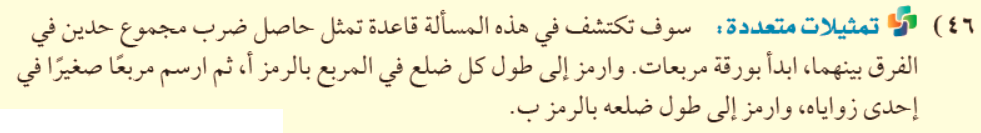 ٤٦) تمثيلات متعددة: سوف تكتشف في هذه المسألة قاعدة تمثل حاصل ضرب مجموع حدين في
الفرق بينهما، ابدأ بورقة مربعات. وارمز إلى طول كل ضلع في المربع بالرمز أ، ثم ارسم مربعًا صغيرًا في
إحدى زواياه، وارمز إلى طول ضلعه بالرمز ب.